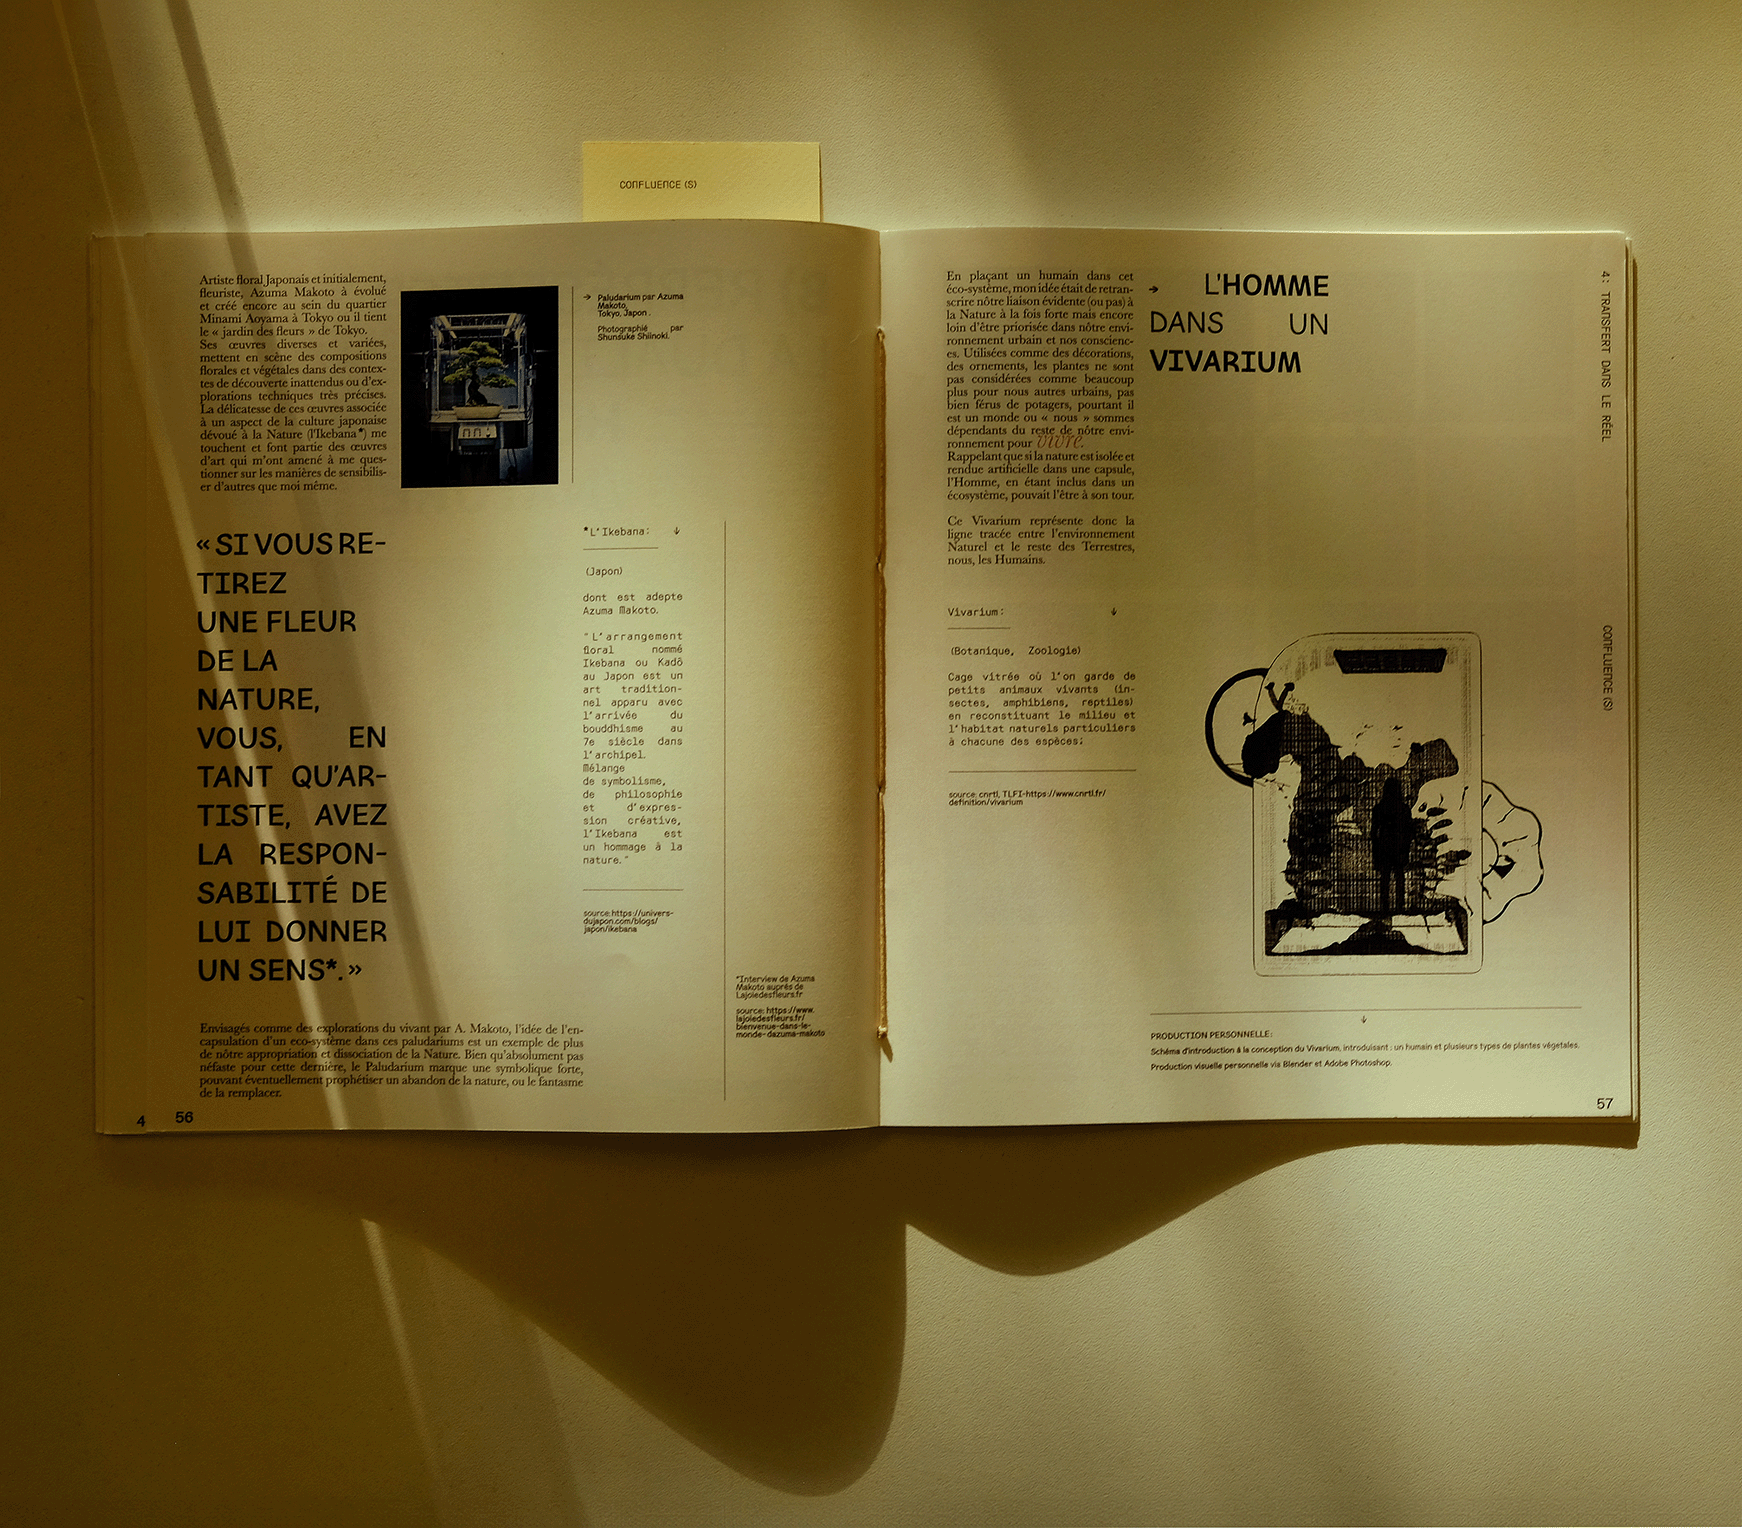 CONFLUENCE (S)
Artiste floral Japonais et initialement,
fleuriste, Azuma Makoto à évolué
et créé encore au sein du quartier
Minami Aoyama à Tokyo ou il tient
le « jardin des fleurs » de Tokyo.
Ses œuvres diverses et variées,
mettent en scène des compositions
florales et végétales dans des contex-
tes de découverte inattendus ou d'ex-
plorations techniques très précises.
La délicatesse de ces œuvres associée
à un aspect de la culture japonaise
dévoué à la Nature (l'Ikebana*) me
touchent et font partie des œuvres
d'art qui m'ont amené à me ques-
tionner sur les manières de sensibilis-
er d'autres que moi même.
→ Paludarium par Azuma
Makoto,
Tokyo, Japon .
Photographié par
Shunsuke Shiinoki.
« SI VOUS RE-
TIREZ
UNE FLEUR
DE LA
NATURE,
VOUS, EN
TANT QU'AR-
TISTE, AVEZ
LA RESPON-
SABILITÉ DE
LUI DONNER
UN SENS*. »
*L'Ikebana: ↓
(Japon)
dont est adepte
Azuma Makoto.
"L'arrangement
floral nommé
Ikebana ou Kadō
au Japon est un
art tradition-
nel apparu avec
l'arrivée du
bouddhisme au
7e siècle dans
l'archipel.
Mélange
de symbolisme,
de philosophie
et d'expres-
sion créative,
l'Ikebana est
un hommage à la
nature."
source:https://univers-
dujapon.com/blogs/
japon/ikebana
*Interview de Azuma
Makoto auprès de
Lajoiedesfleurs.fr
source: https://www.
lajoiedesfleurs.fr/
bienvenue-dans-le-
monde-dazuma-makoto
Envisagés comme des explorations du vivant par A. Makoto, l'idée de l'en-
capsulation d'un eco-système dans ces paludariums est un exemple de plus
de nôtre appropriation et dissociation de la Nature. Bien qu'absolument pas
néfaste pour cette dernière, le Paludarium marque une symbolique forte,
pouvant éventuellement prophétiser un abandon de la nature, ou le fantasme
de la remplacer.
4 56
En plaçant un humain dans cet
éco-système, mon idée était de retran-
scrire nôtre liaison évidente (ou pas) à
la Nature à la fois forte mais encore
loin d'être priorisée dans nôtre envi-
ronnement urbain et nos conscienc-
es. Utilisées comme des décorations,
des ornements, les plantes ne sont
pas considérées comme beaucoup
plus pour nous autres urbains, pas
bien férus de potagers, pourtant il
est un monde ou « nous » sommes
dépendants du reste de nôtre envi-
ronnement pour vivre.
Rappelant que si la nature est isolée et
rendue artificielle dans une capsule,
l'Homme, en étant inclus dans un
écosystème, pouvait l'être à son tour.
Ce Vivarium représente donc la
ligne tracée entre l'environnement
Naturel et le reste des Terrestres,
nous, les Humains.
Vivarium: ↓
(Botanique, Zoologie)
Cage vitrée où l'on garde de
petits animaux vivants (in-
sectes, amphibiens, reptiles)
en reconstituant le milieu et
l'habitat naturels particuliers
à chacune des espèces;
source: cnrtl, TLFI-https://www.cnrtl.fr/
definition/vivarium
→ L'HOMME
DANS UN
VIVARIUM
↓
PRODUCTION PERSONNELLE:
Schéma d'introduction à la conception du Vivarium, introduisant : un humain et plusieurs types de plantes végétales.
Production visuelle personnelle via Blender et Adobe Photoshop.
4: TRANSFERT DANS LE RÉEL
CONFLUENCE (S)
57